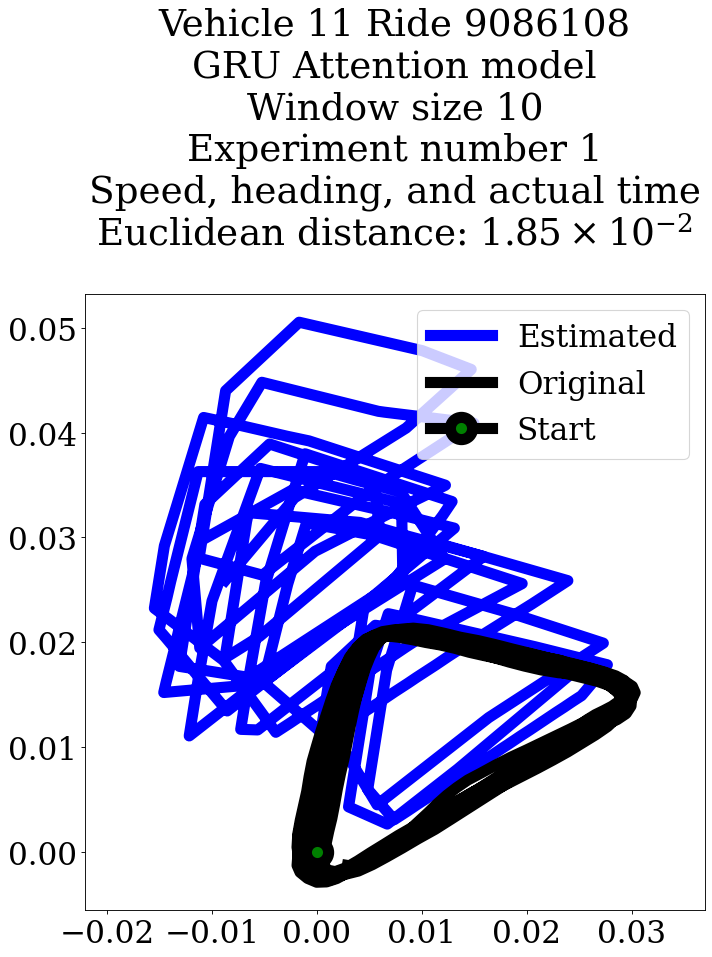 Vehicle 11 Ride 9086108
GRU Attention model
Window size 10
Experiment number 1
Speed, heading, and actual time
Euclidean distance: 1.85 × 10⁻²
Estimated
Original
Start
0.05
0.04
0.03
0.02
0.01
0.00
−0.02 −0.01 0.00 0.01 0.02 0.03